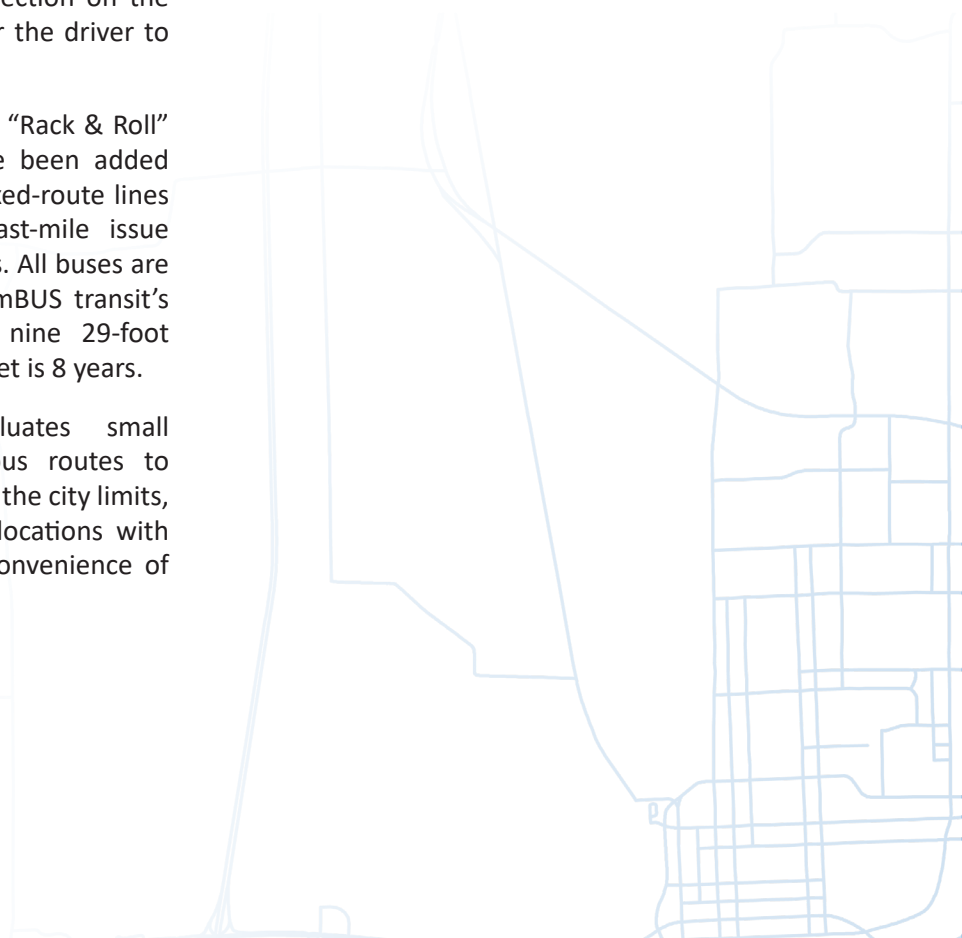 ection on the
r the driver to
“Rack & Roll”
e been added
xed-route lines
ast-mile issue
s. All buses are
mBUS transit’s
nine 29-foot
et is 8 years.
luates small
ous routes to
the city limits,
locations with
onvenience of